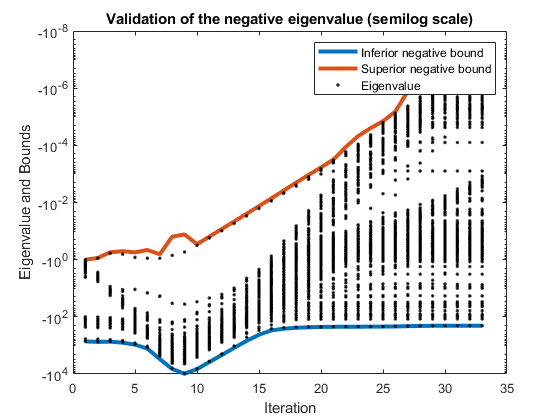 Validation of the negative eigenvalue (semilog scale)
Inferior negative bound
Superior negative bound
Eigenvalue
Eigenvalue and Bounds
-10^-8
-10^-6
-10^-4
-10^-2
-10^0
-10^2
-10^4
0 5 10 15 20 25 30 35
Iteration